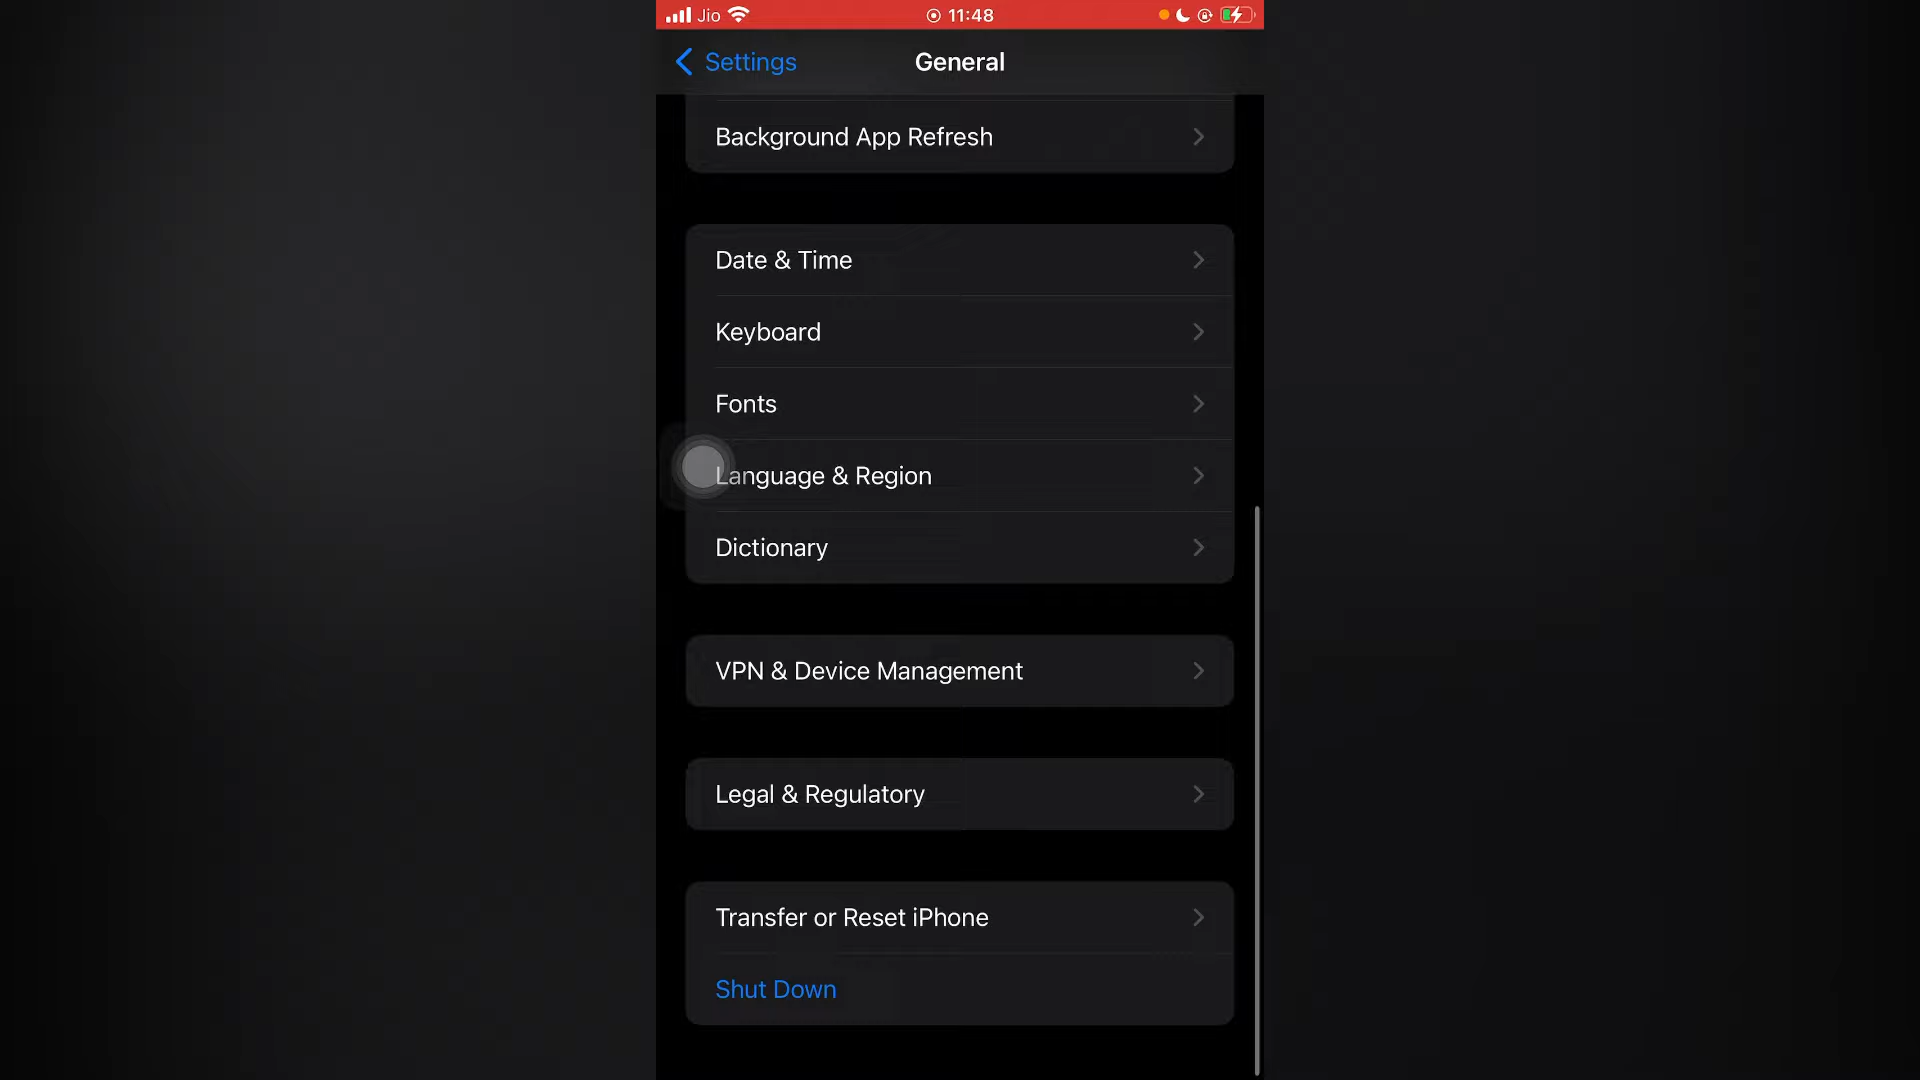 Jio 11:48
Settings General
Background App Refresh
Date & Time
Keyboard
Fonts
Language & Region
Dictionary
VPN & Device Management
Legal & Regulatory
Transfer or Reset iPhone
Shut Down